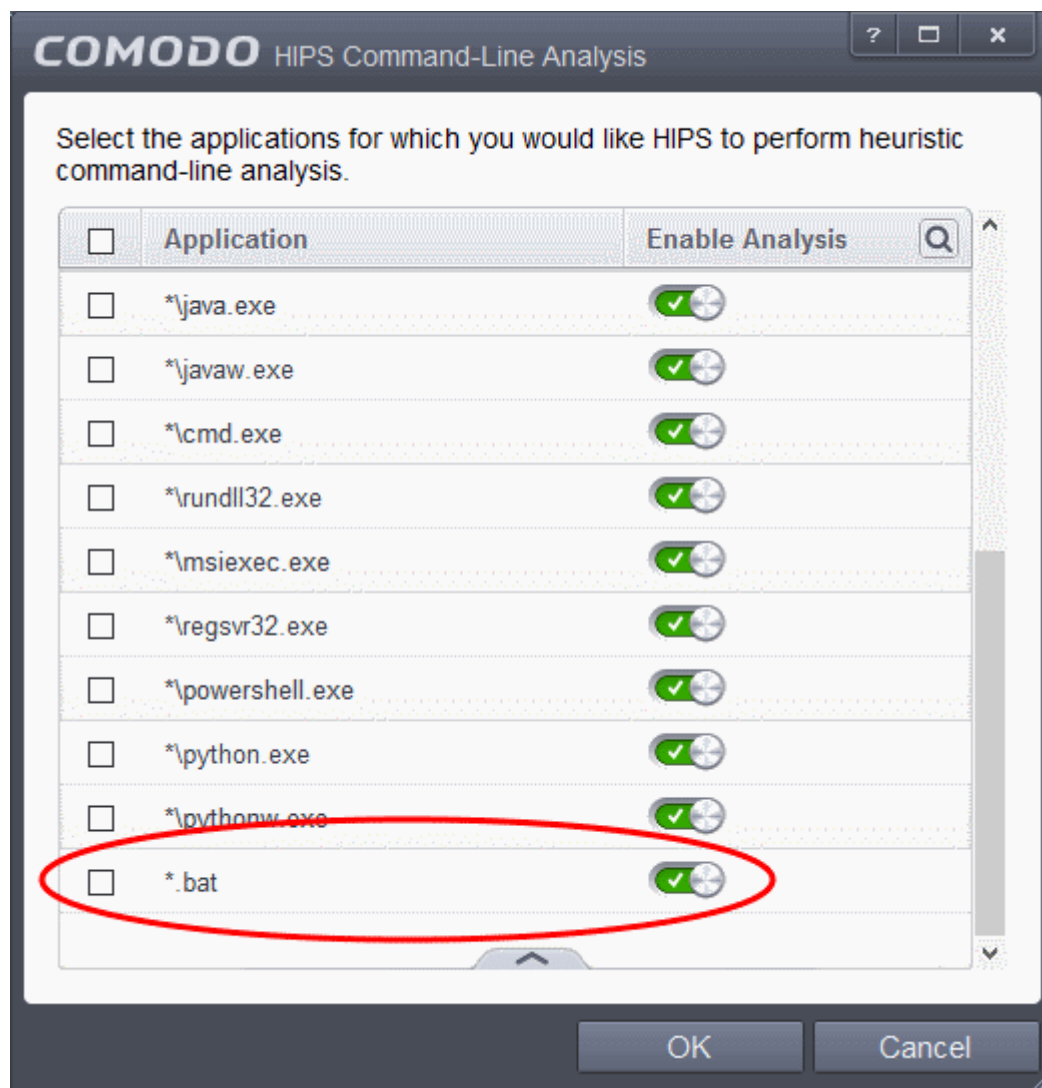 COMODO HIPS Command-Line Analysis ?  x
Select the applications for which you would like HIPS to perform heuristic
command-line analysis.
Application Enable Analysis
*\java.exe
*\javaw.exe
*\cmd.exe
*\rundll32.exe
*\msiexec.exe
*\regsvr32.exe
*\powershell.exe
*\python.exe
*\pythonw.exe
*.bat
OK Cancel